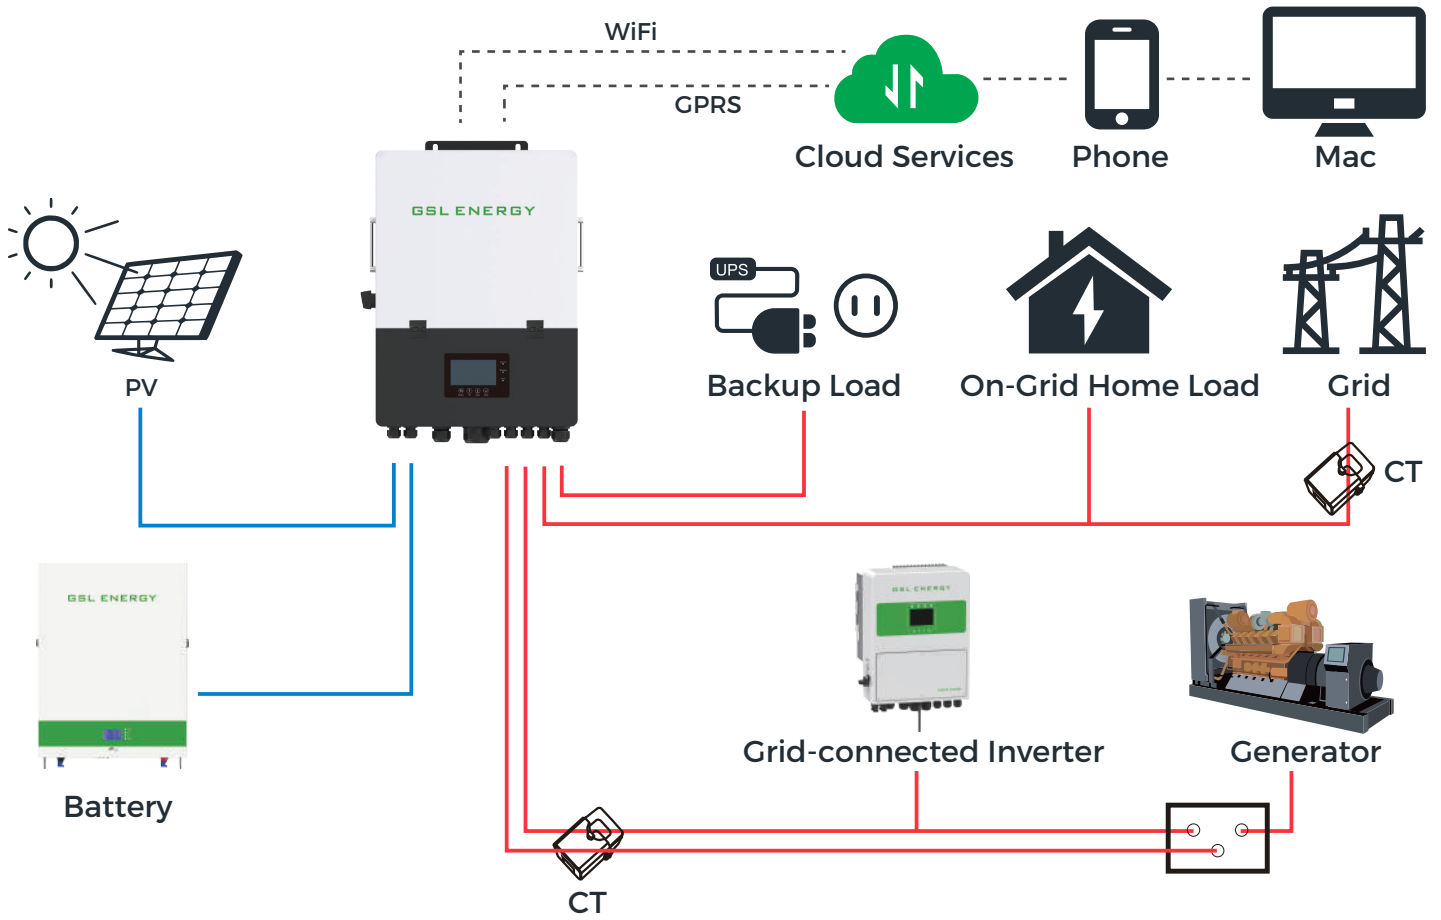 WiFi
GPRS
Cloud Services
Phone
Mac
GSL ENERGY
UPS
PV
Backup Load
On-Grid Home Load
Grid
CT
GSL ENERGY
GSL ENERGY
Grid-connected Inverter
Generator
Battery
CT